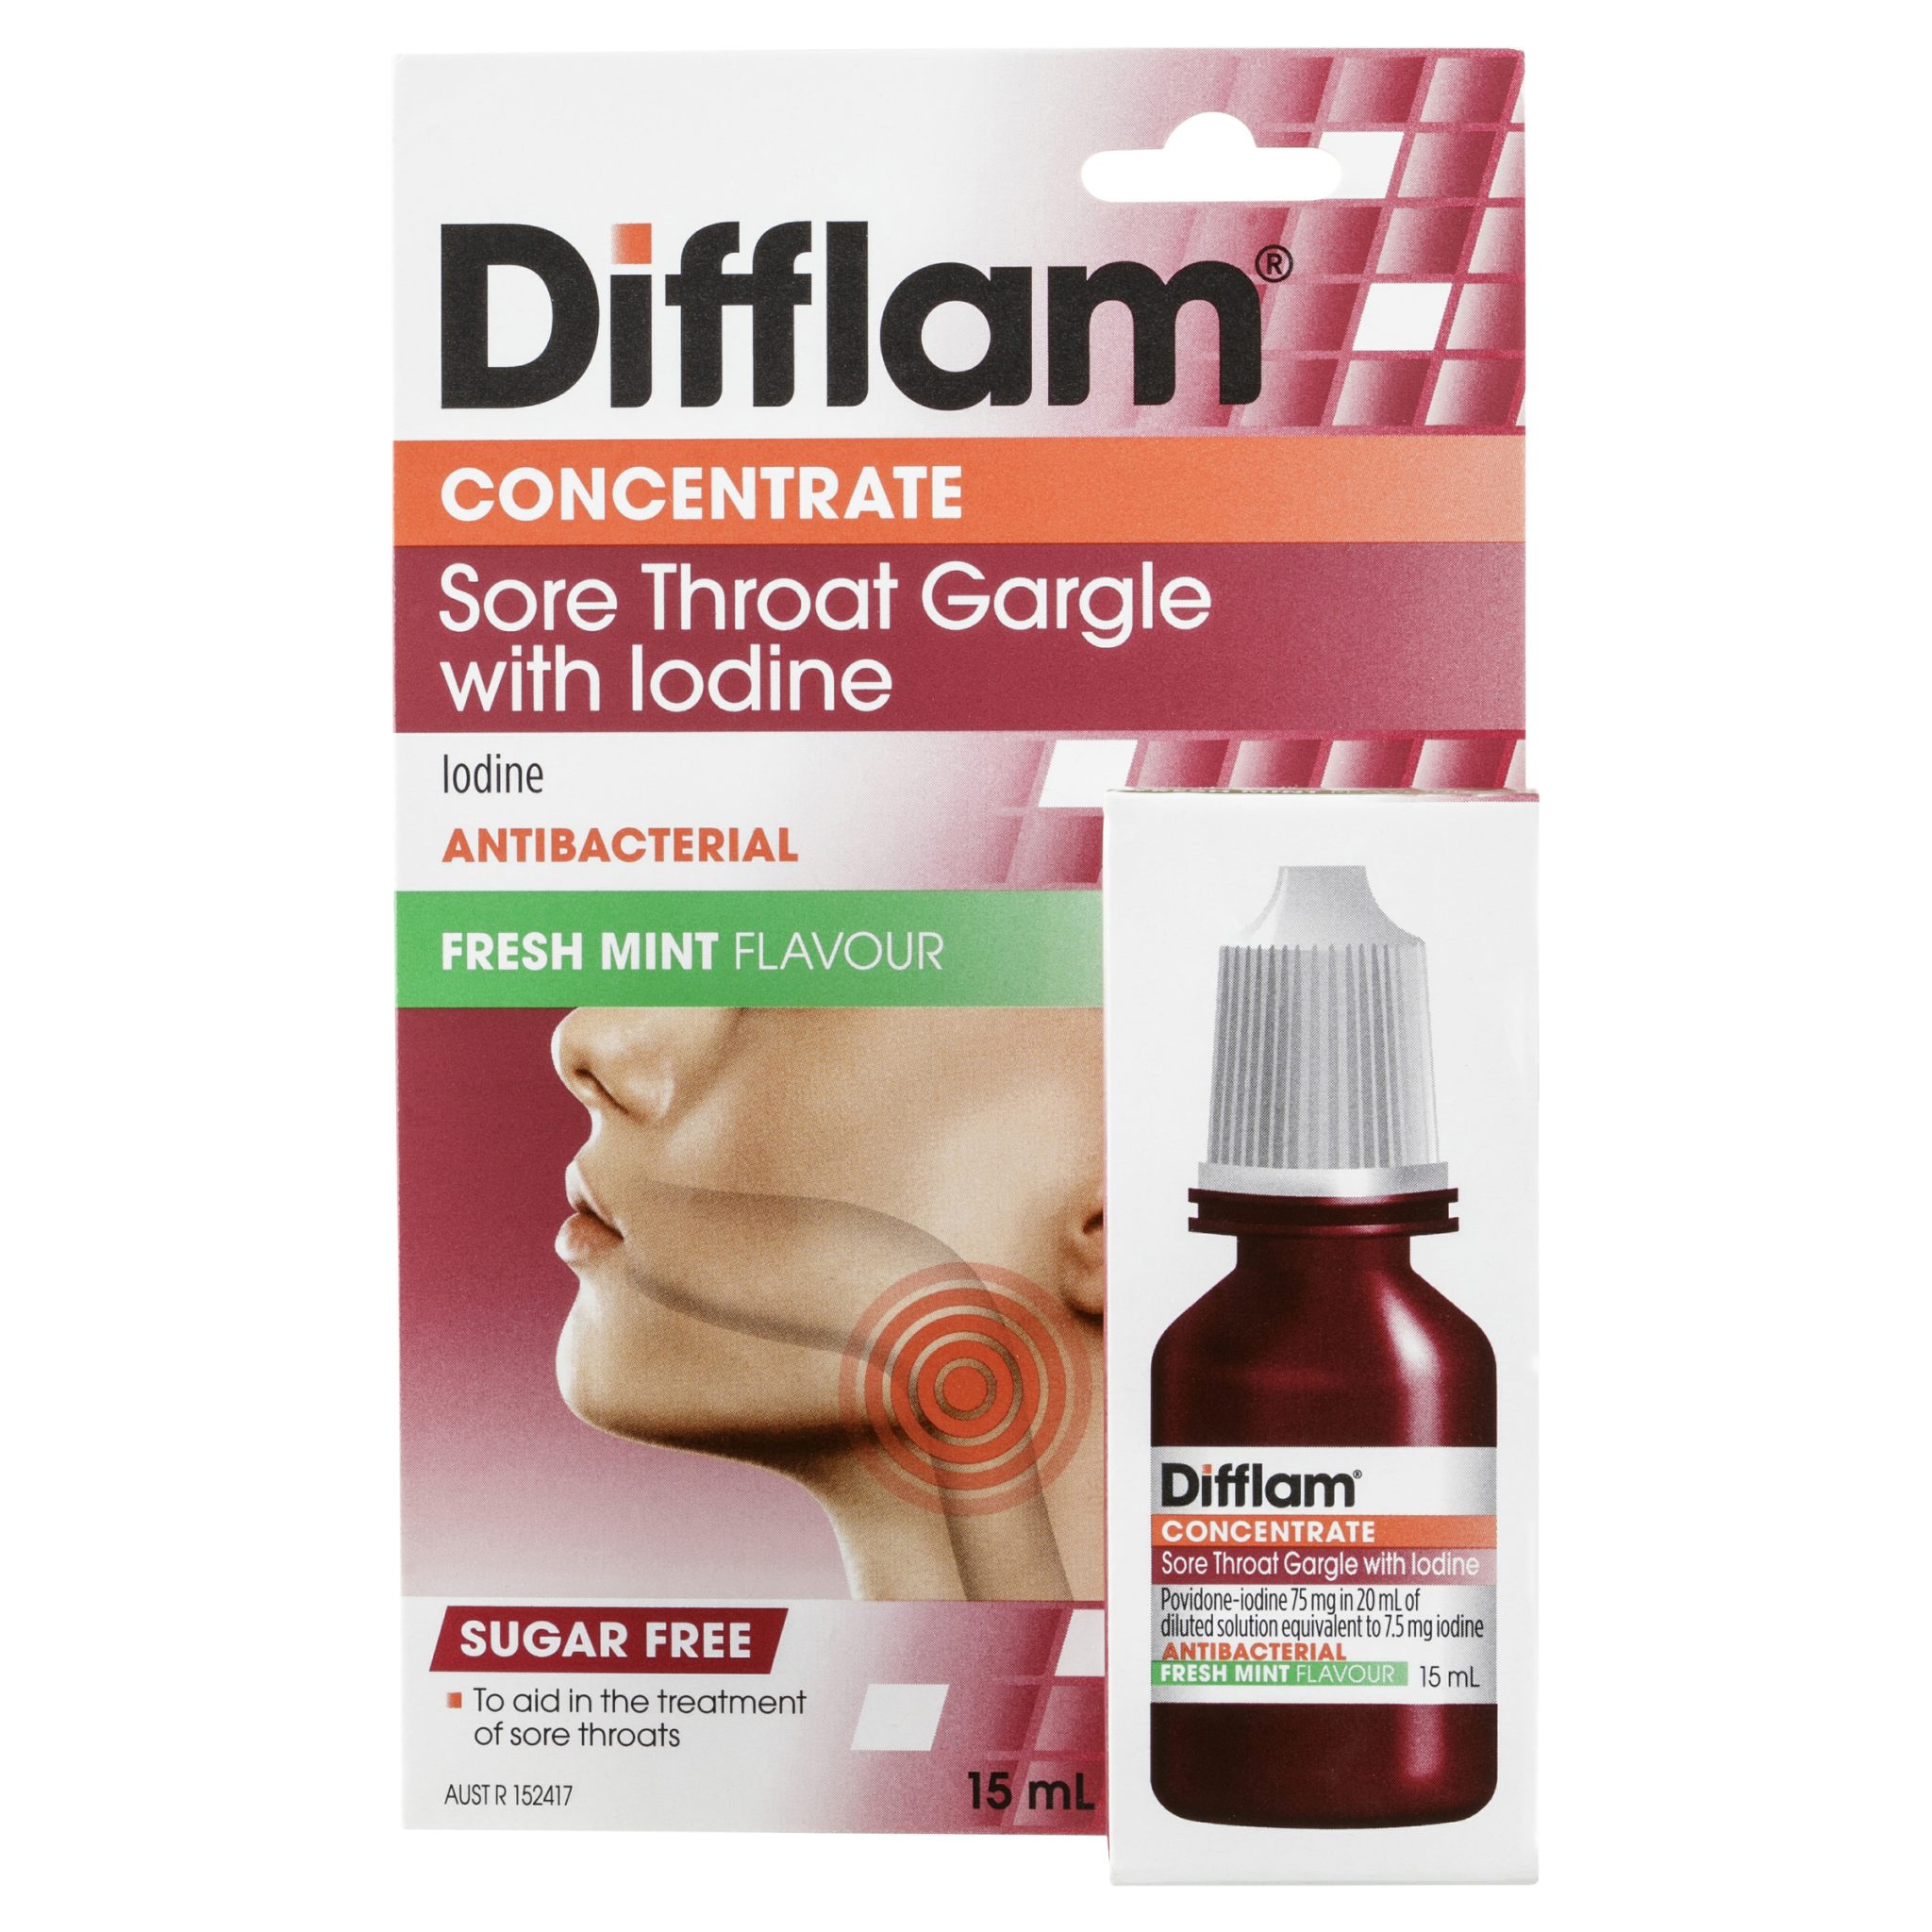 Difflam®
CONCENTRATE
Sore Throat Gargle
with Iodine
Iodine
ANTIBACTERIAL
FRESH MINT FLAVOUR
SUGAR FREE
To aid in the treatment
of sore throats
AUST R 152417
15 mL
Difflam®
CONCENTRATE
Sore Throat Gargle with Iodine
Povidone-iodine 75 mg in 20 mL of
diluted solution equivalent to 7.5 mg iodine
ANTIBACTERIAL
FRESH MINT FLAVOUR 15 mL